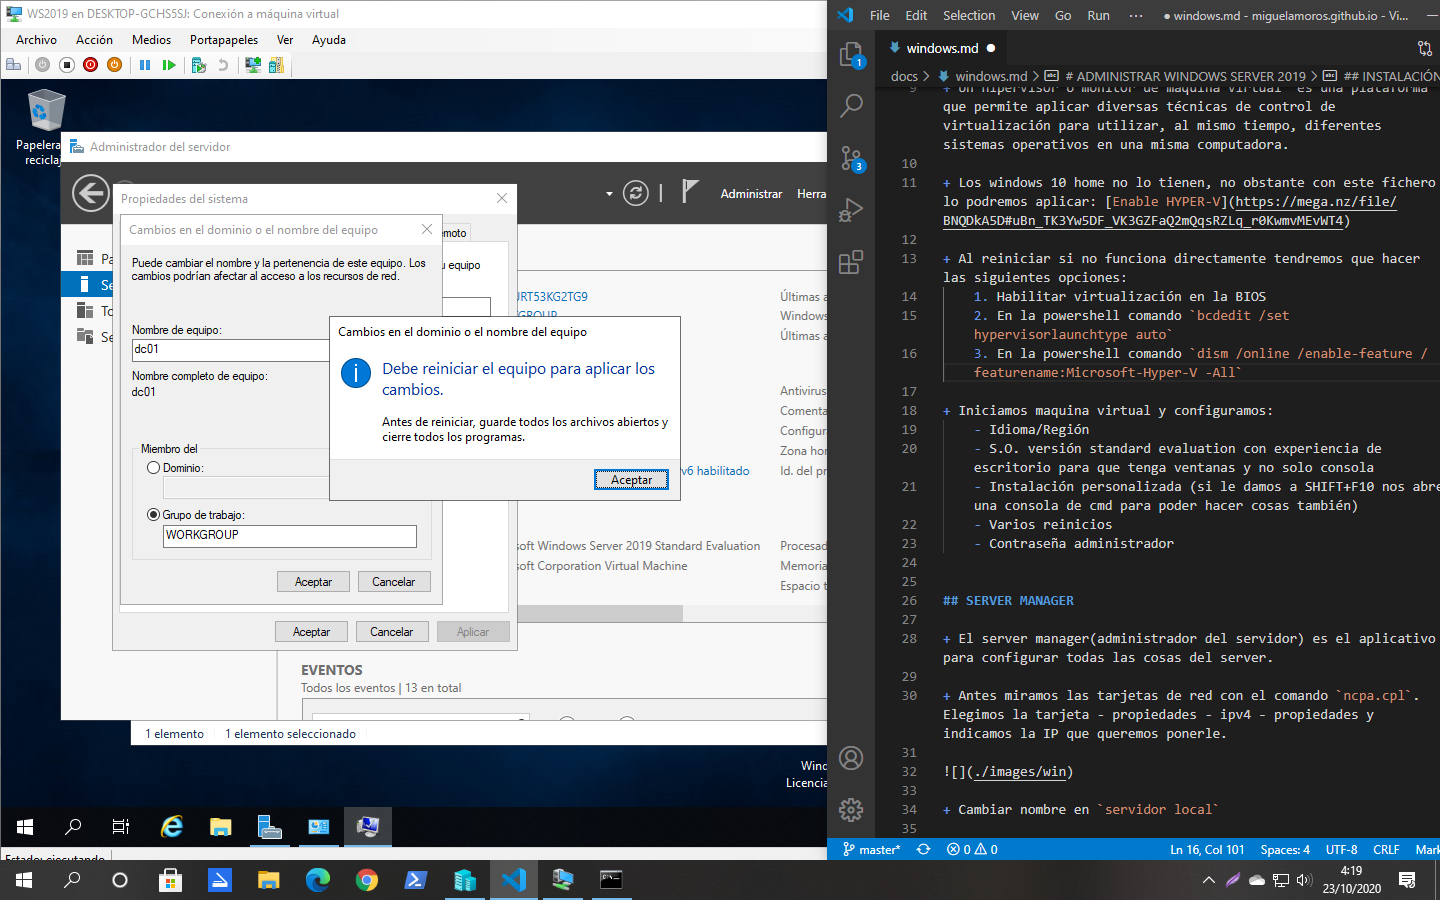 WS2019 en DESKTOP-GCHS5SJ: Conexión a máquina virtual
Archivo Acción Medios Portapapeles Ver Ayuda
Papelera
reciclaj
Administrador del servidor
Administrar Herra
Propiedades del sistema
Cambios en el dominio o el nombre del equipo
emoto
Puede cambiar el nombre y la pertenencia de este equipo. Los
cambios podrían afectar al acceso a los recursos de red.
u equipo
Pa
Se
To
Se
Nombre de equipo:
dc01
Nombre completo de equipo:
dc01
Miembro del
Dominio:
Grupo de trabajo:
WORKGROUP
Aceptar Cancelar
Aceptar Cancelar Aplicar
Cambios en el dominio o el nombre del equipo
Debe reiniciar el equipo para aplicar los
cambios.
Antes de reiniciar, guarde todos los archivos abiertos y
cierre todos los programas.
Aceptar
JRT53KG2TG9
Últimas a
Windows
Últimas a
Antivirus
Comenta
Configura
Zona hor
v6 habilitado Id. del pr
soft Windows Server 2019 Standard Evaluation Procesad
soft Corporation Virtual Machine Memoria
Espacio t
EVENTOS
Todos los eventos | 13 en total
1 elemento 1 elemento seleccionado
Wind
Licencia
Estado: ejecutando
File Edit Selection View Go Run ··· ● windows.md - miguelamoros.github.io - Vi...
windows.md ●
docs > windows.md > # ADMINISTRAR WINDOWS SERVER 2019 > ## INSTALACIÓN
9 + Un hipervisor o monitor de maquina virtual es una plataforma
que permite aplicar diversas técnicas de control de
virtualización para utilizar, al mismo tiempo, diferentes
sistemas operativos en una misma computadora.
10
11 + Los windows 10 home no lo tienen, no obstante con este fichero
lo podremos aplicar: [Enable HYPER-V](https://mega.nz/file/
BNQDkA5D#uBn_TK3Yw5DF_VK3GZFaQ2mQqsRZLq_r0KwmvMEvWT4)
12
13 + Al reiniciar si no funciona directamente tendremos que hacer
las siguientes opciones:
14 1. Habilitar virtualización en la BIOS
15 2. En la powershell comando `bcdedit /set
hypervisorlaunchtype auto`
16 3. En la powershell comando `dism /online /enable-feature /
featurename:Microsoft-Hyper-V -All`
17
18 + Iniciamos maquina virtual y configuramos:
19 - Idioma/Región
20 - S.O. versión standard evaluation con experiencia de
escritorio para que tenga ventanas y no solo consola
21 - Instalación personalizada (si le damos a SHIFT+F10 nos abre
una consola de cmd para poder hacer cosas también)
22 - Varios reinicios
23 - Contraseña administrador
24
25
26 ## SERVER MANAGER
27
28 + El server manager(administrador del servidor) es el aplicativo
para configurar todas las cosas del server.
29
30 + Antes miramos las tarjetas de red con el comando `ncpa.cpl`.
Elegimos la tarjeta - propiedades - ipv4 - propiedades y
indicamos la IP que queremos ponerle.
31
32 ![](./images/win)
33
34 + Cambiar nombre en `servidor local`
35
1
3
master* 0 0 Ln 16, Col 101 Spaces: 4 UTF-8 CRLF Mark
4:19
23/10/2020